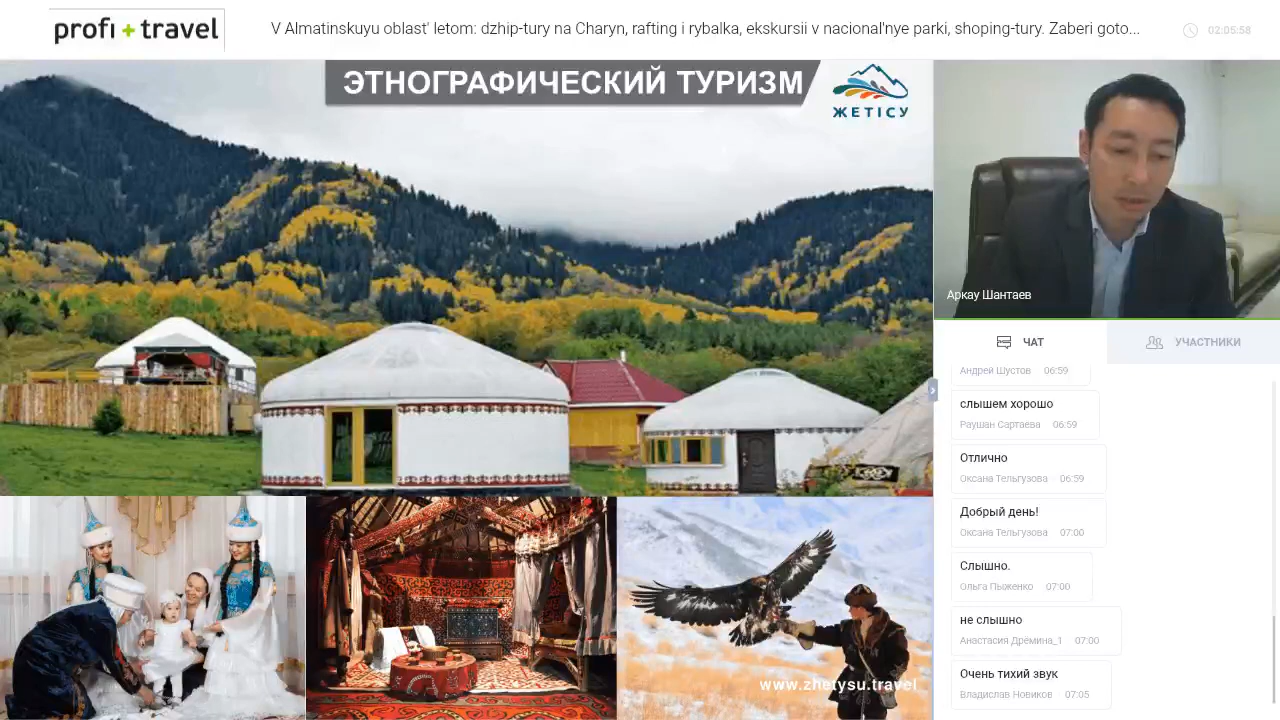 profi + travel
V Almatinskuyu oblast' letom: dzhip-tury na Charyn, rafting i rybalka, ekskursii v nacional'nye parki, shoping-tury. Zaberi goto...
02:05:58
ЭТНОГРАФИЧЕСКИЙ ТУРИЗМ
ЖЕТІСУ
www.zhetysu.travel
Аркау Шантаев
ЧАТ
УЧАСТНИКИ
Андрей Шустов 06:59
слышем хорошо
Раушан Сартаева 06:59
Отлично
Оксана Тельгузова 06:59
Добрый день!
Оксана Тельгузова 07:00
Слышно.
Ольга Пыженко 07:00
не слышно
Анастасия Дрёмина_1 07:00
Очень тихий звук
Владислав Новиков 07:05